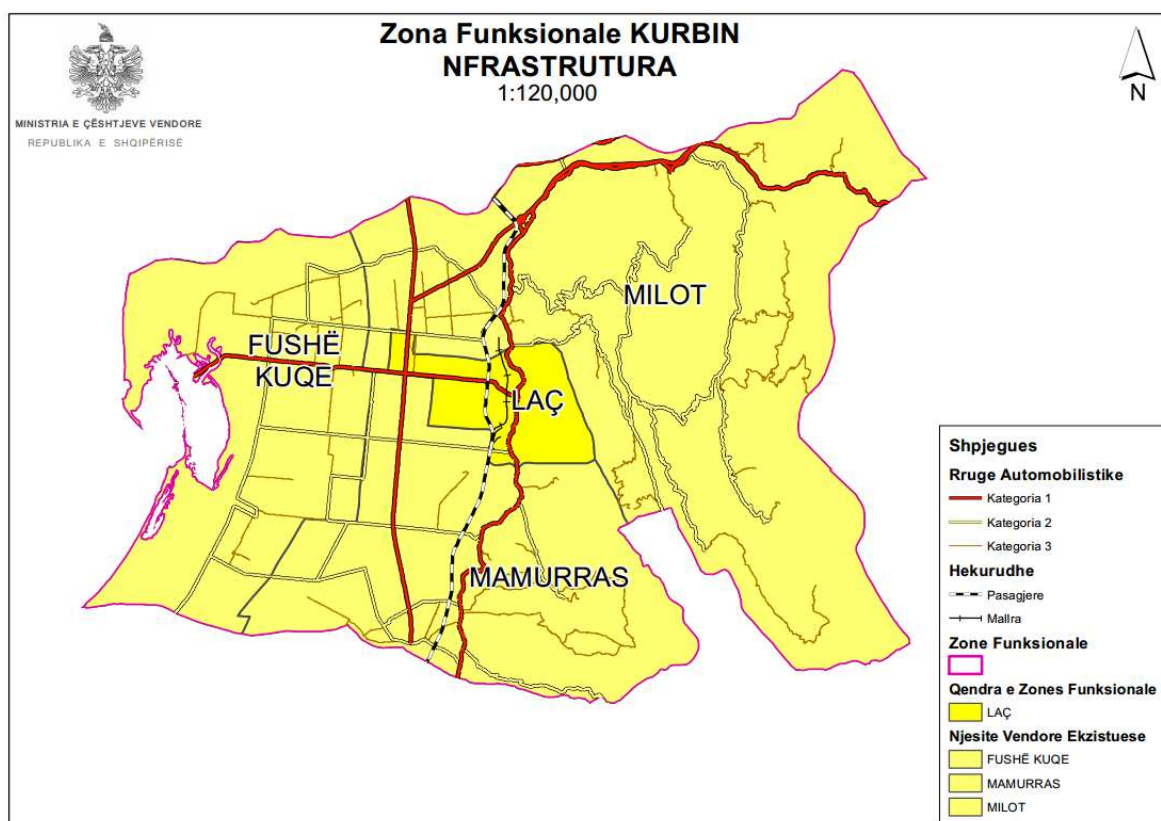 Zona Funksionale KURBIN
NFRASTRUTURA
1:120,000
MINISTRIA E ÇËSHTJEVE VENDORE
REPUBLIKA E SHQIPËRISË
N
MILOT
FUSHË
KUQE
LAÇ
MAMURRAS
Shpjegues
Rruge Automobilistike
Kategoria 1
Kategoria 2
Kategoria 3
Hekurudhe
Pasagjere
Mallra
Zone Funksionale
Qendra e Zones Funksionale
LAÇ
Njesite Vendore Ekzistuese
FUSHË KUQE
MAMURRAS
MILOT